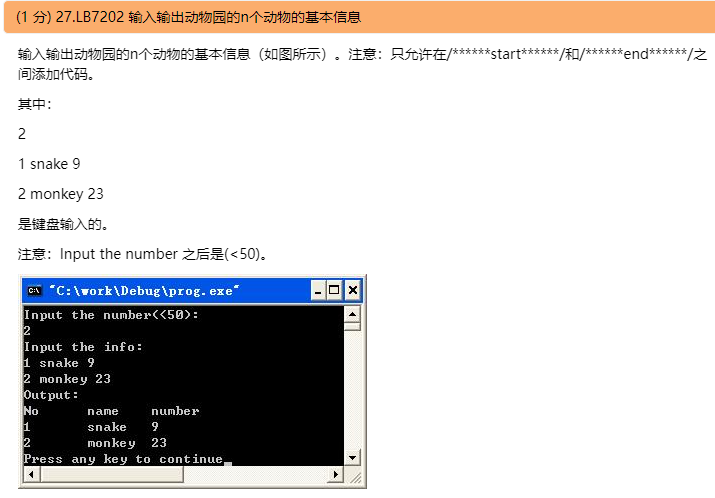 (1 分) 27.LB7202 输入输出动物园的n个动物的基本信息
输入输出动物园的n个动物的基本信息（如图所示）。注意：只允许在/******start******/和/******end******/之
间添加代码。
其中：
2
1 snake 9
2 monkey 23
是键盘输入的。
注意：Input the number 之后是(<50)。
"C:\work\Debug\prog.exe"
Input the number(<50):
2
Input the info:
1 snake 9
2 monkey 23
Output:
No name number
1 snake 9
2 monkey 23
Press any key to continue_